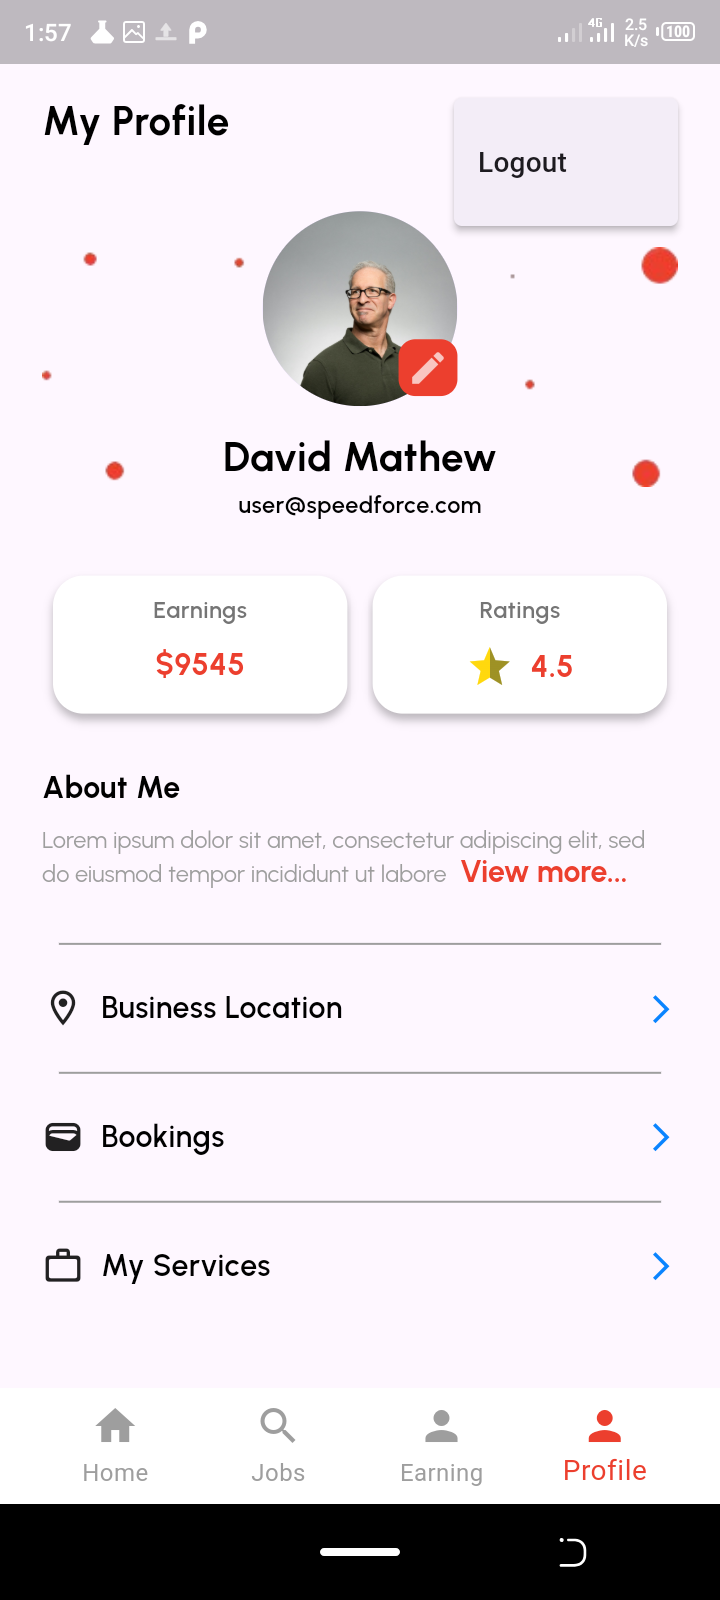 1:57
4G
2.5
K/s
100
My Profile
Logout
David Mathew
user@speedforce.com
Earnings
$9545
Ratings
4.5
About Me
Lorem ipsum dolor sit amet, consectetur adipiscing elit, sed
do eiusmod tempor incididunt ut labore View more...
Business Location
Bookings
My Services
Home
Jobs
Earning
Profile